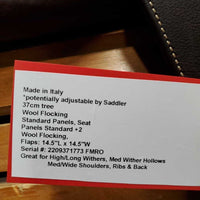 Made in Italy
*potentially adjustable by Saddler
37cm tree
Wool Flocking
Standard Panels, Seat
Panels Standard +2
Wool Flocking,
Flaps: 14.5"L x 14.5"W
Serial #: 2209371773 FMRO
Great for High/Long Withers, Med Wither Hollows
Med/Wide Shoulders, Ribs & Back